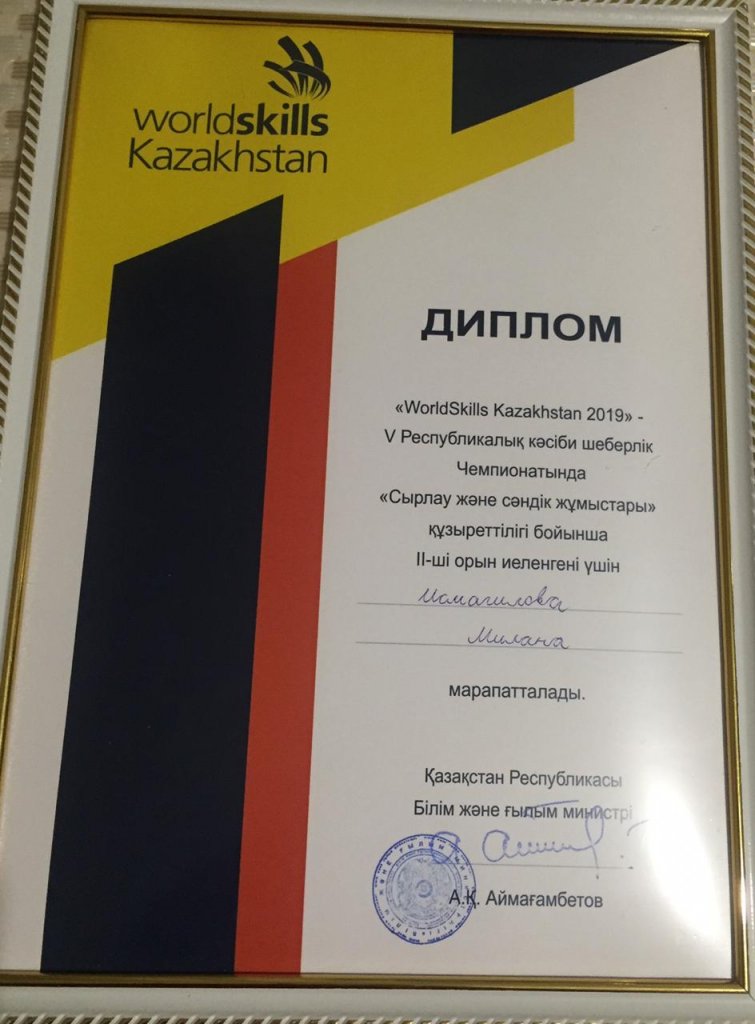 worldskills
Kazakhstan
ДИПЛОМ
«WorldSkills Kazakhstan 2019» -
V Республикалық кәсіби шеберлік
Чемпионатында
«Сырлау және сәндік жұмыстары»
құзыреттілігі бойынша
ІІ-ші орын иеленгені үшін
Исмагилова
Милана
марапатталады.
Қазақстан Республикасы
Білім және ғылым министрі
А.Қ. Аймағамбетов